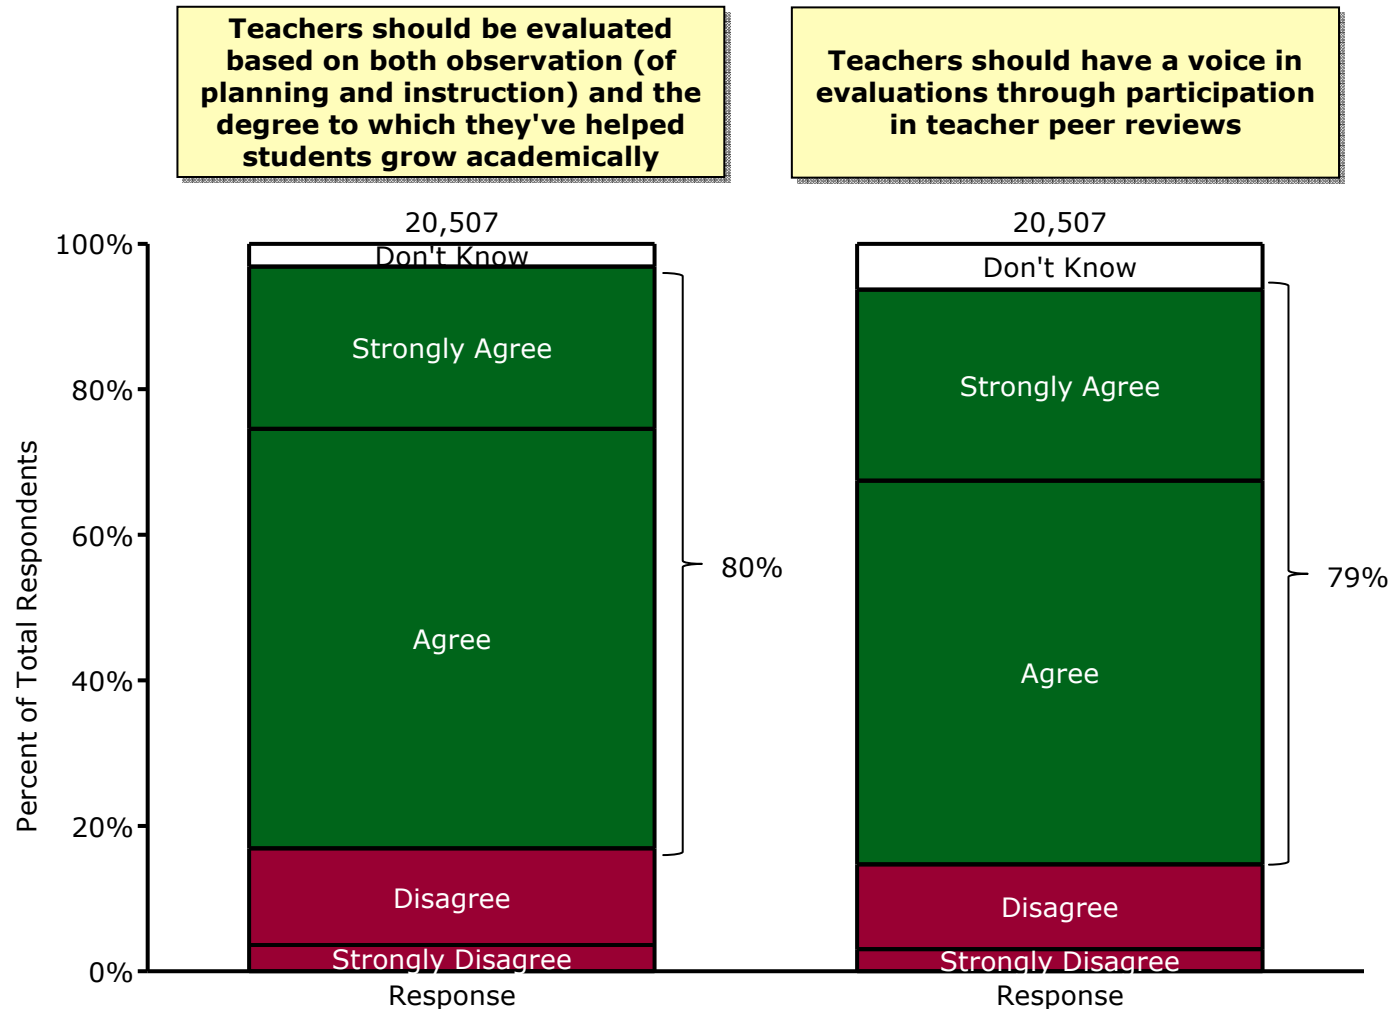 Teachers should be evaluated
based on both observation (of
planning and instruction) and the
degree to which they've helped
students grow academically
Teachers should have a voice in
evaluations through participation
in teacher peer reviews
Percent of Total Respondents
100%
80%
60%
40%
20%
0%
20,507
Don't Know
Strongly Agree
Agree
Disagree
Strongly Disagree
Response
80%
20,507
Don't Know
Strongly Agree
Agree
Disagree
Strongly Disagree
Response
79%